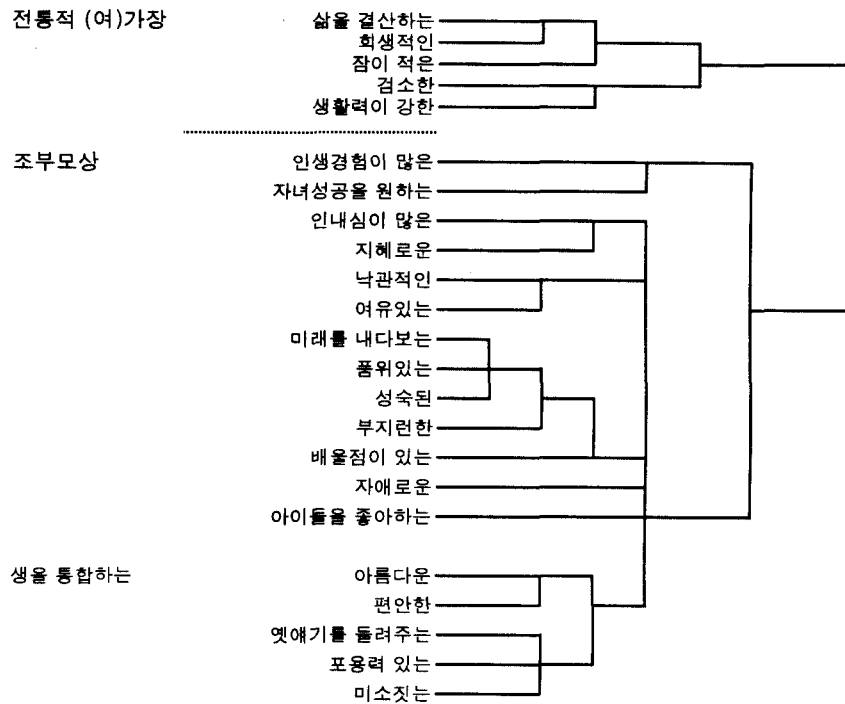 전통적 (여)가장
삶을 결산하는
희생적인
잠이 적은
검소한
생활력이 강한
조부모상
인생경험이 많은
자녀성공을 원하는
인내심이 많은
지혜로운
낙관적인
여유있는
미래를 내다보는
품위있는
성숙된
부지런한
배울점이 있는
자애로운
아이들을 좋아하는
생을 통합하는
아름다운
편안한
옛얘기를 들려주는
포용력 있는
미소짓는